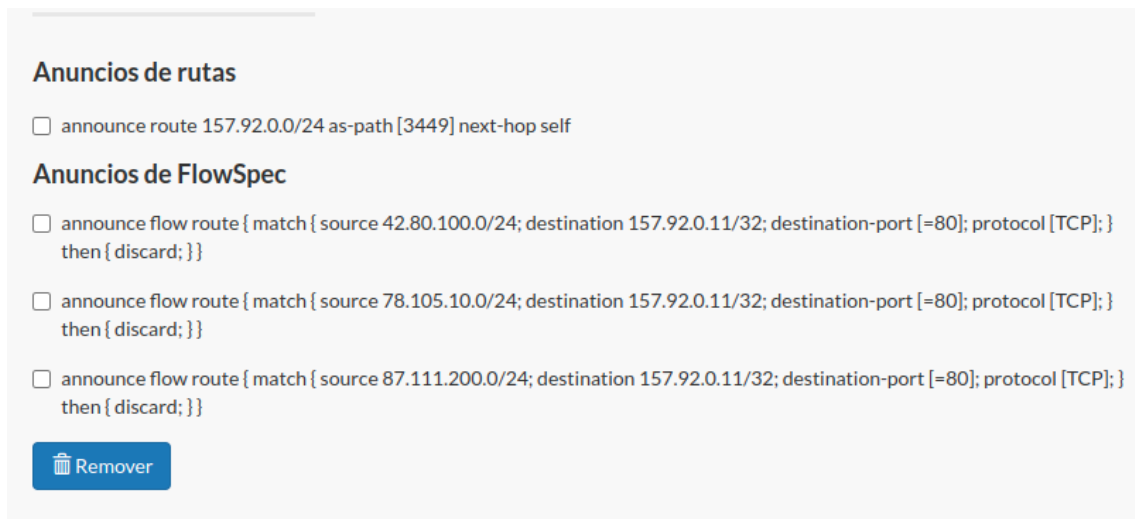 Anuncios de rutas
announce route 157.92.0.0/24 as-path [3449] next-hop self
Anuncios de FlowSpec
announce flow route { match { source 42.80.100.0/24; destination 157.92.0.11/32; destination-port [=80]; protocol [TCP]; }
then { discard; } }
announce flow route { match { source 78.105.10.0/24; destination 157.92.0.11/32; destination-port [=80]; protocol [TCP]; }
then { discard; } }
announce flow route { match { source 87.111.200.0/24; destination 157.92.0.11/32; destination-port [=80]; protocol [TCP]; }
then { discard; } }
Remover